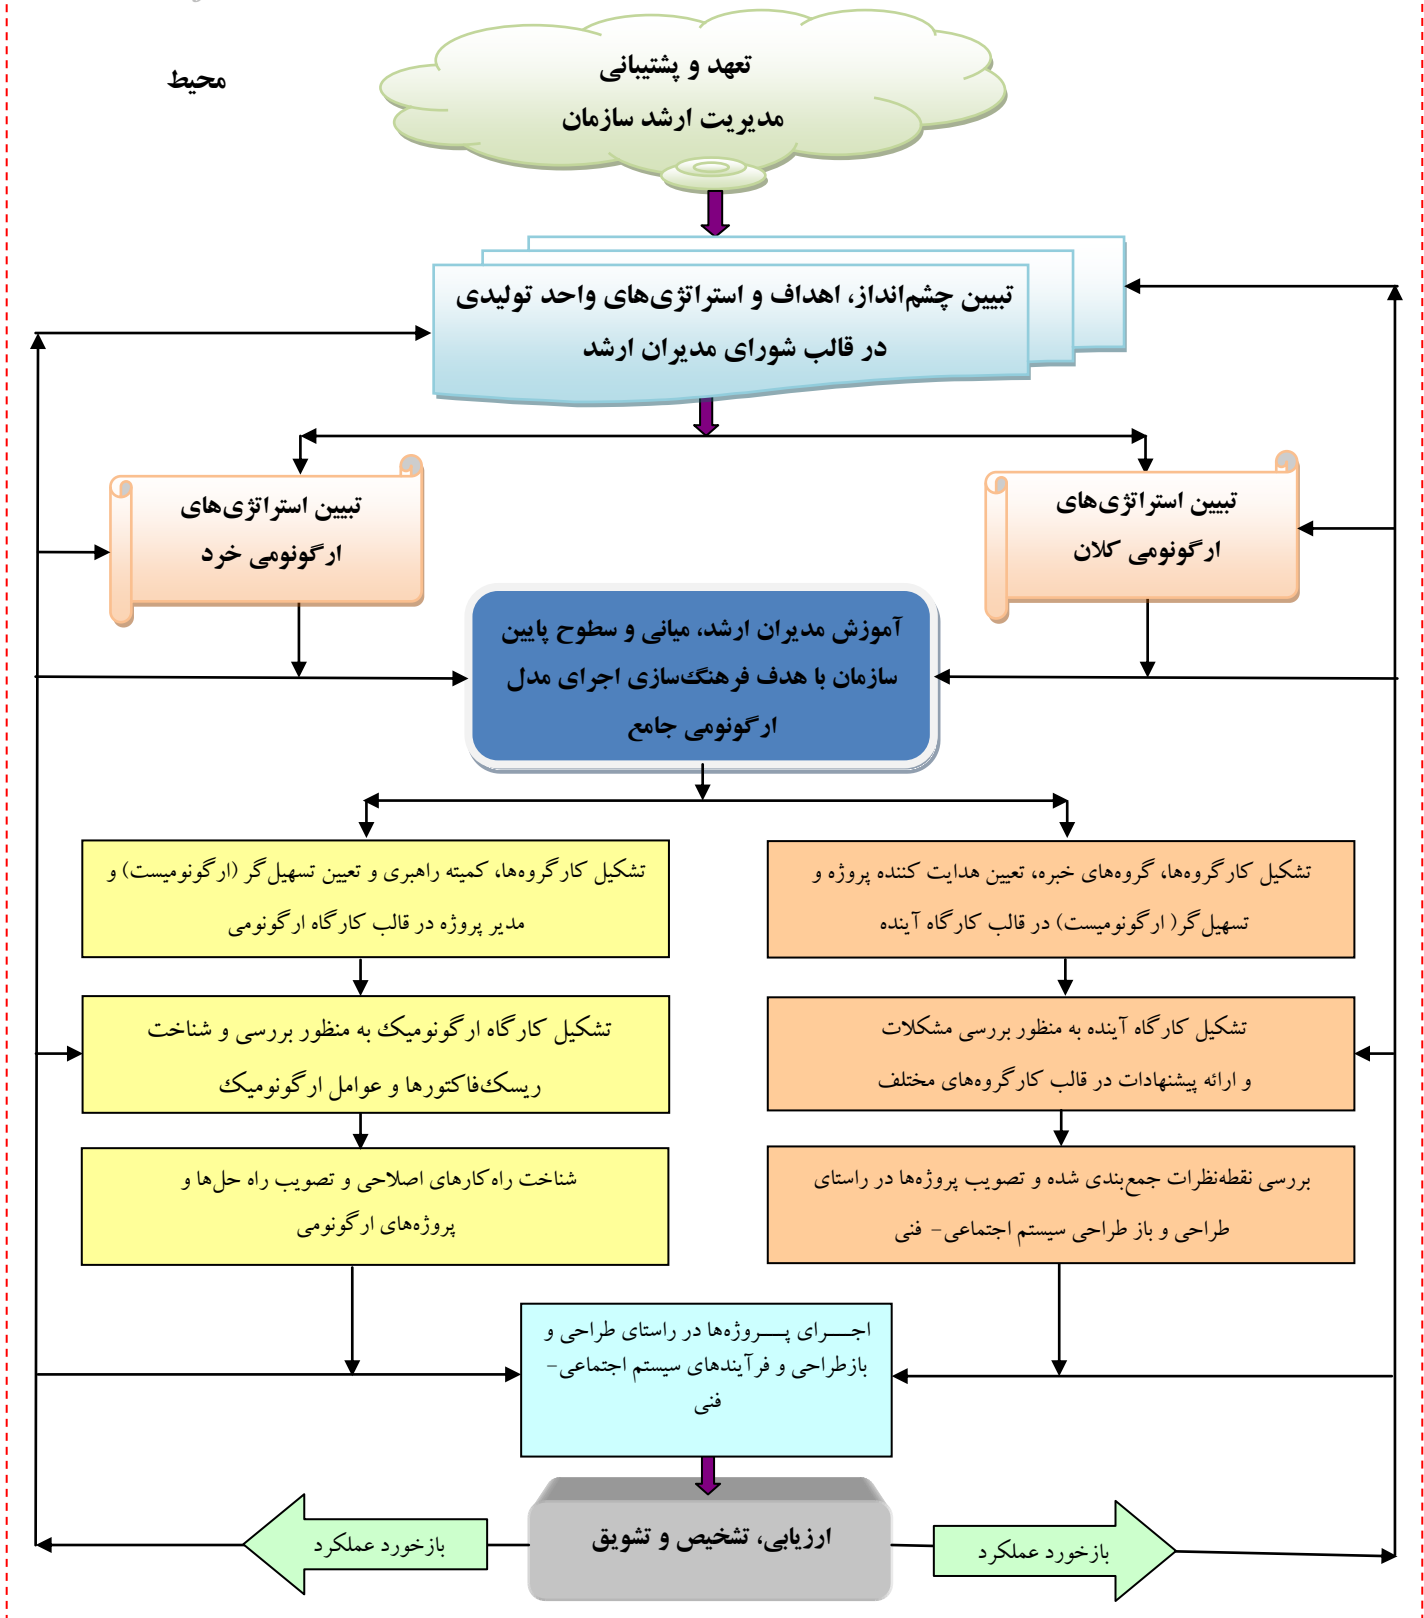 محیط
تعهد و پشتیبانی
مدیریت ارشد سازمان
تبیین چشم‌انداز، اهداف و استراتژی‌های واحد تولیدی
در قالب شورای مدیران ارشد
تبیین استراتژی‌های
ارگونومی کلان
تبیین استراتژی‌های
ارگونومی خرد
آموزش مدیران ارشد، میانی و سطوح پایین
سازمان با هدف فرهنگ‌سازی اجرای مدل
ارگونومی جامع
تشکیل کارگروه‌ها، گروه‌های خبره، تعیین هدایت کننده پروژه و
تسهیل‌گر( ارگونومیست) در قالب کارگاه آینده
تشکیل کارگروه‌ها، کمیته راهبری و تعیین تسهیل‌گر (ارگونومیست) و
مدیر پروژه در قالب کارگاه ارگونومی
تشکیل کارگاه آینده به منظور بررسی مشکلات
و ارائه پیشنهادات در قالب کارگروه‌های مختلف
تشکیل کارگاه ارگونومیک به منظور بررسی و شناخت
ریسک‌فاکتورها و عوامل ارگونومیک
بررسی نقطه‌نظرات جمع‌بندی شده و تصویب پروژه‌ها در راستای
طراحی و باز طراحی سیستم اجتماعی- فنی
شناخت راه‌کارهای اصلاحی و تصویب راه حل‌ها و
پروژه‌های ارگونومی
اجـــرای پـــروژه‌ها در راستای طراحی و
بازطراحی و فرآیندهای سیستم اجتماعی-
فنی
ارزیابی، تشخیص و تشویق
بازخورد عملکرد
بازخورد عملکرد